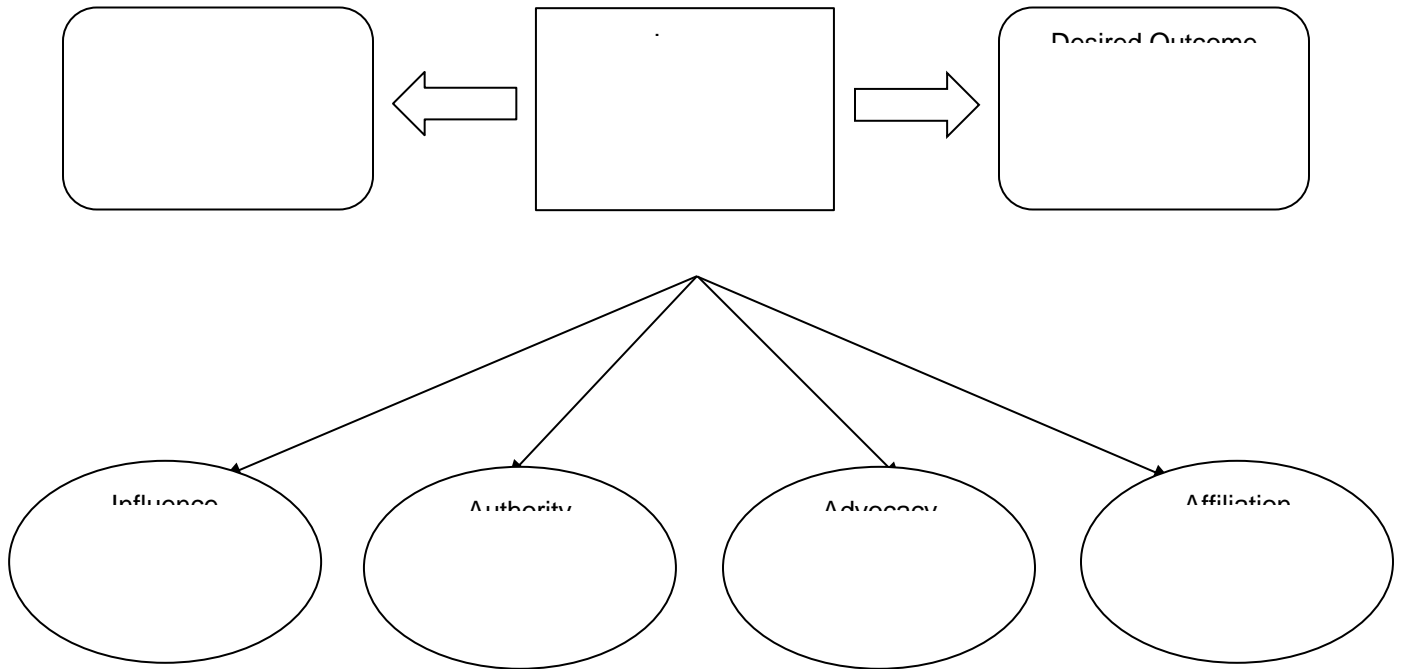 Desired Outcome
Influence
Authority
Advocacy
Affiliation